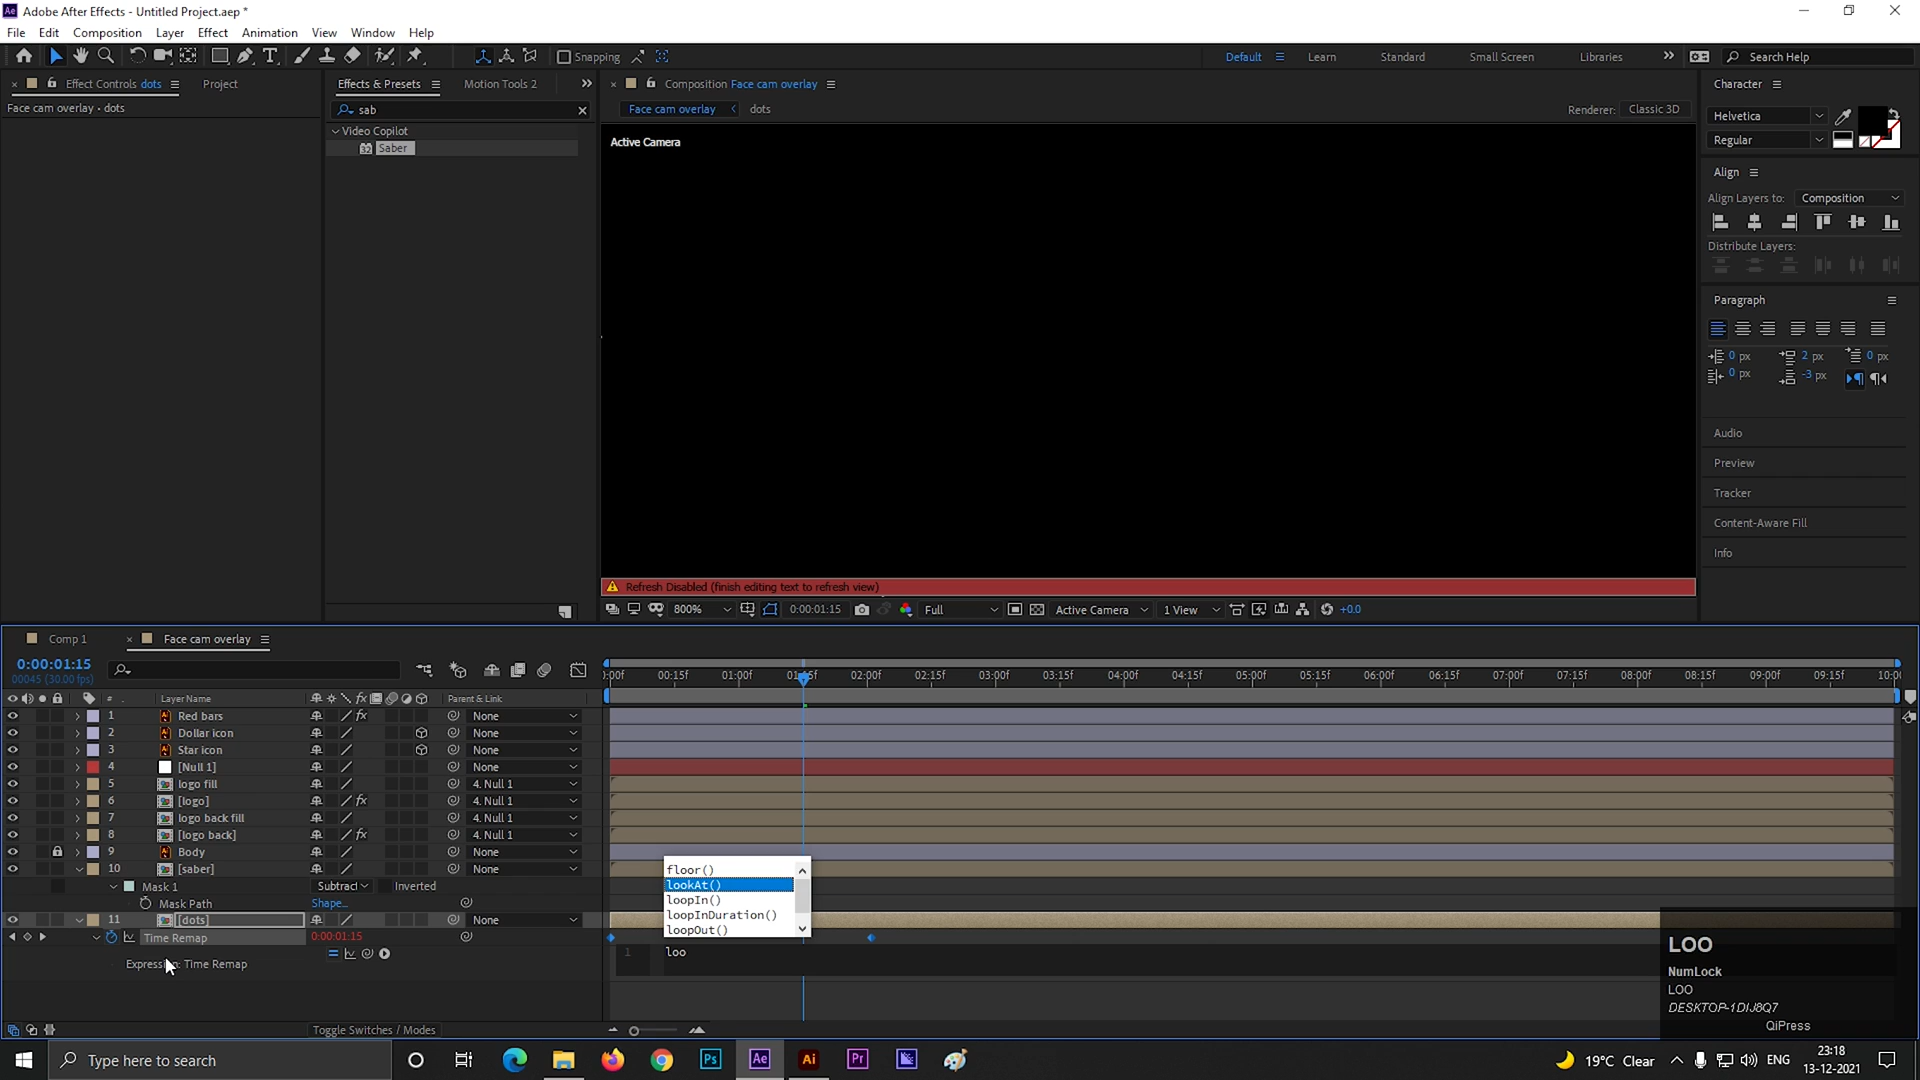 Adobe After Effects - Untitled Project.aep *
File Edit Composition Layer Effect Animation View Window Help
Snapping
Default Learn Standard Small Screen Libraries Search Help
Effect Controls dots Project
Face cam overlay • dots
Effects & Presets Motion Tools 2
sab
Video Copilot
Saber
Composition Face cam overlay
Face cam overlay dots
Renderer: Classic 3D
Active Camera
Refresh Disabled (finish editing text to refresh view)
800% 0:00:01:15 Full Active Camera 1 View +0.0
Character
Helvetica
Regular
Align
Align Layers to: Composition
Distribute Layers:
Paragraph
0 px 2 px 0 px
0 px -3 px
Audio
Preview
Tracker
Content-Aware Fill
Info
Comp 1 Face cam overlay
0:00:01:15
00045 (30.00 fps)
# Layer Name Parent & Link
:00f 00:15f 01:00f 02:00f 02:15f 03:00f 03:15f 04:00f 04:15f 05:00f 05:15f 06:00f 06:15f 07:00f 07:15f 08:00f 08:15f 09:00f 09:15f 10:0
1 Red bars None
2 Dollar icon None
3 Star icon None
4 [Null 1] None
5 logo fill 4. Null 1
6 [logo] 4. Null 1
7 logo back fill 4. Null 1
8 [logo back] 4. Null 1
9 Body None
10 [saber] None
Mask 1 Subtract Inverted
Mask Path Shape...
11 [dots] None
Time Remap 0:00:01:15
Expression: Time Remap
floor()
lookAt()
loopIn()
loopInDuration()
loopOut()
1 loo
Toggle Switches / Modes
LOO
NumLock
LOO
DESKTOP-1DIJ8Q7
QiPress
Type here to search
19°C Clear ENG
23:18
13-12-2021